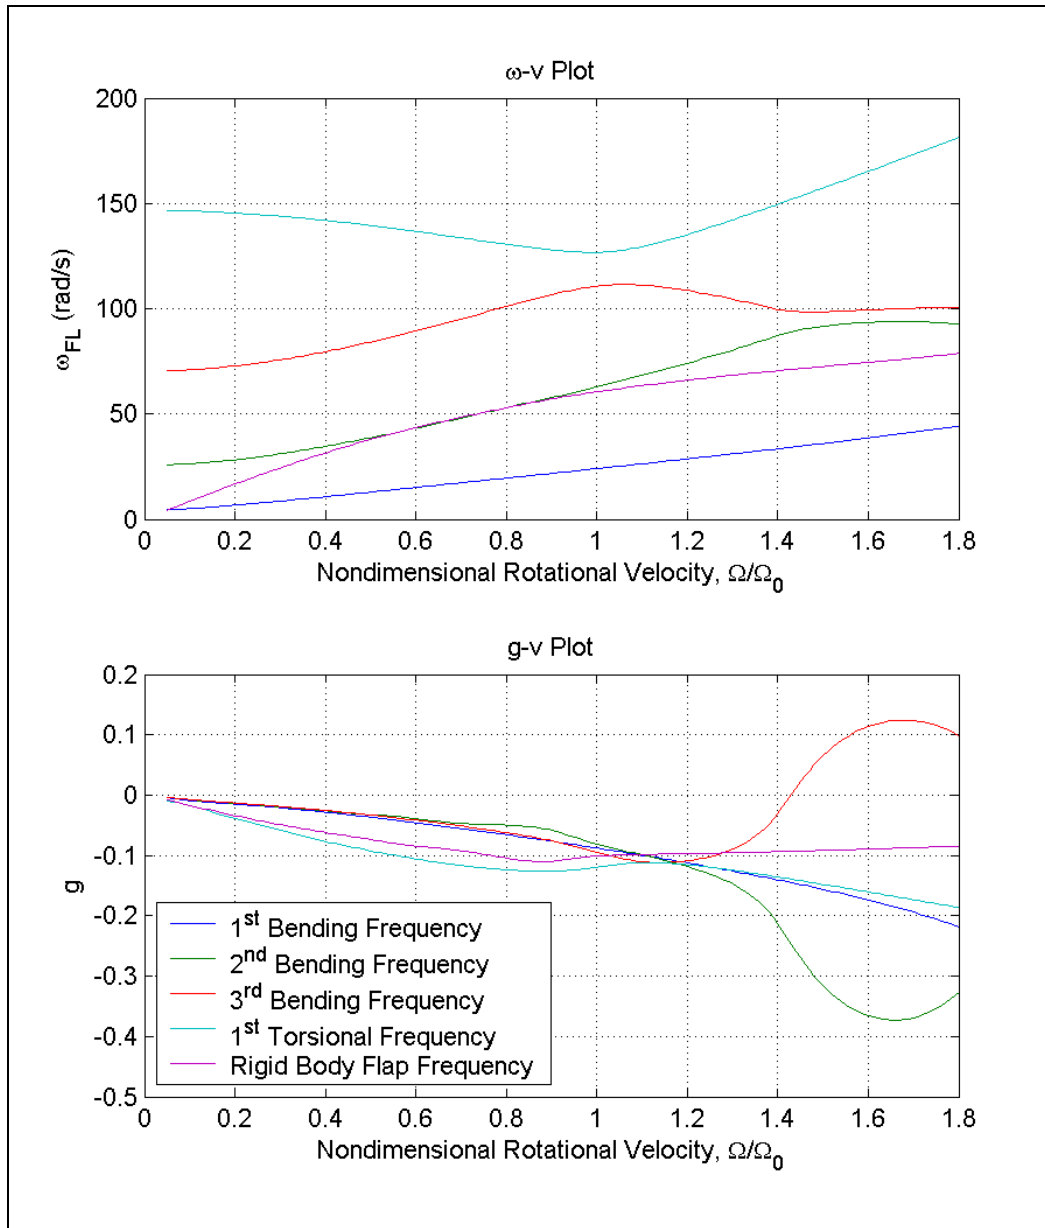 ω-v Plot
200
150
100
50
0
ω_FL (rad/s)
0 0.2 0.4 0.6 0.8 1 1.2 1.4 1.6 1.8
Nondimensional Rotational Velocity, Ω/Ω₀
g-v Plot
0.2
0.1
0
-0.1
-0.2
-0.3
-0.4
-0.5
g
1st Bending Frequency
2nd Bending Frequency
3rd Bending Frequency
1st Torsional Frequency
Rigid Body Flap Frequency
0 0.2 0.4 0.6 0.8 1 1.2 1.4 1.6 1.8
Nondimensional Rotational Velocity, Ω/Ω₀